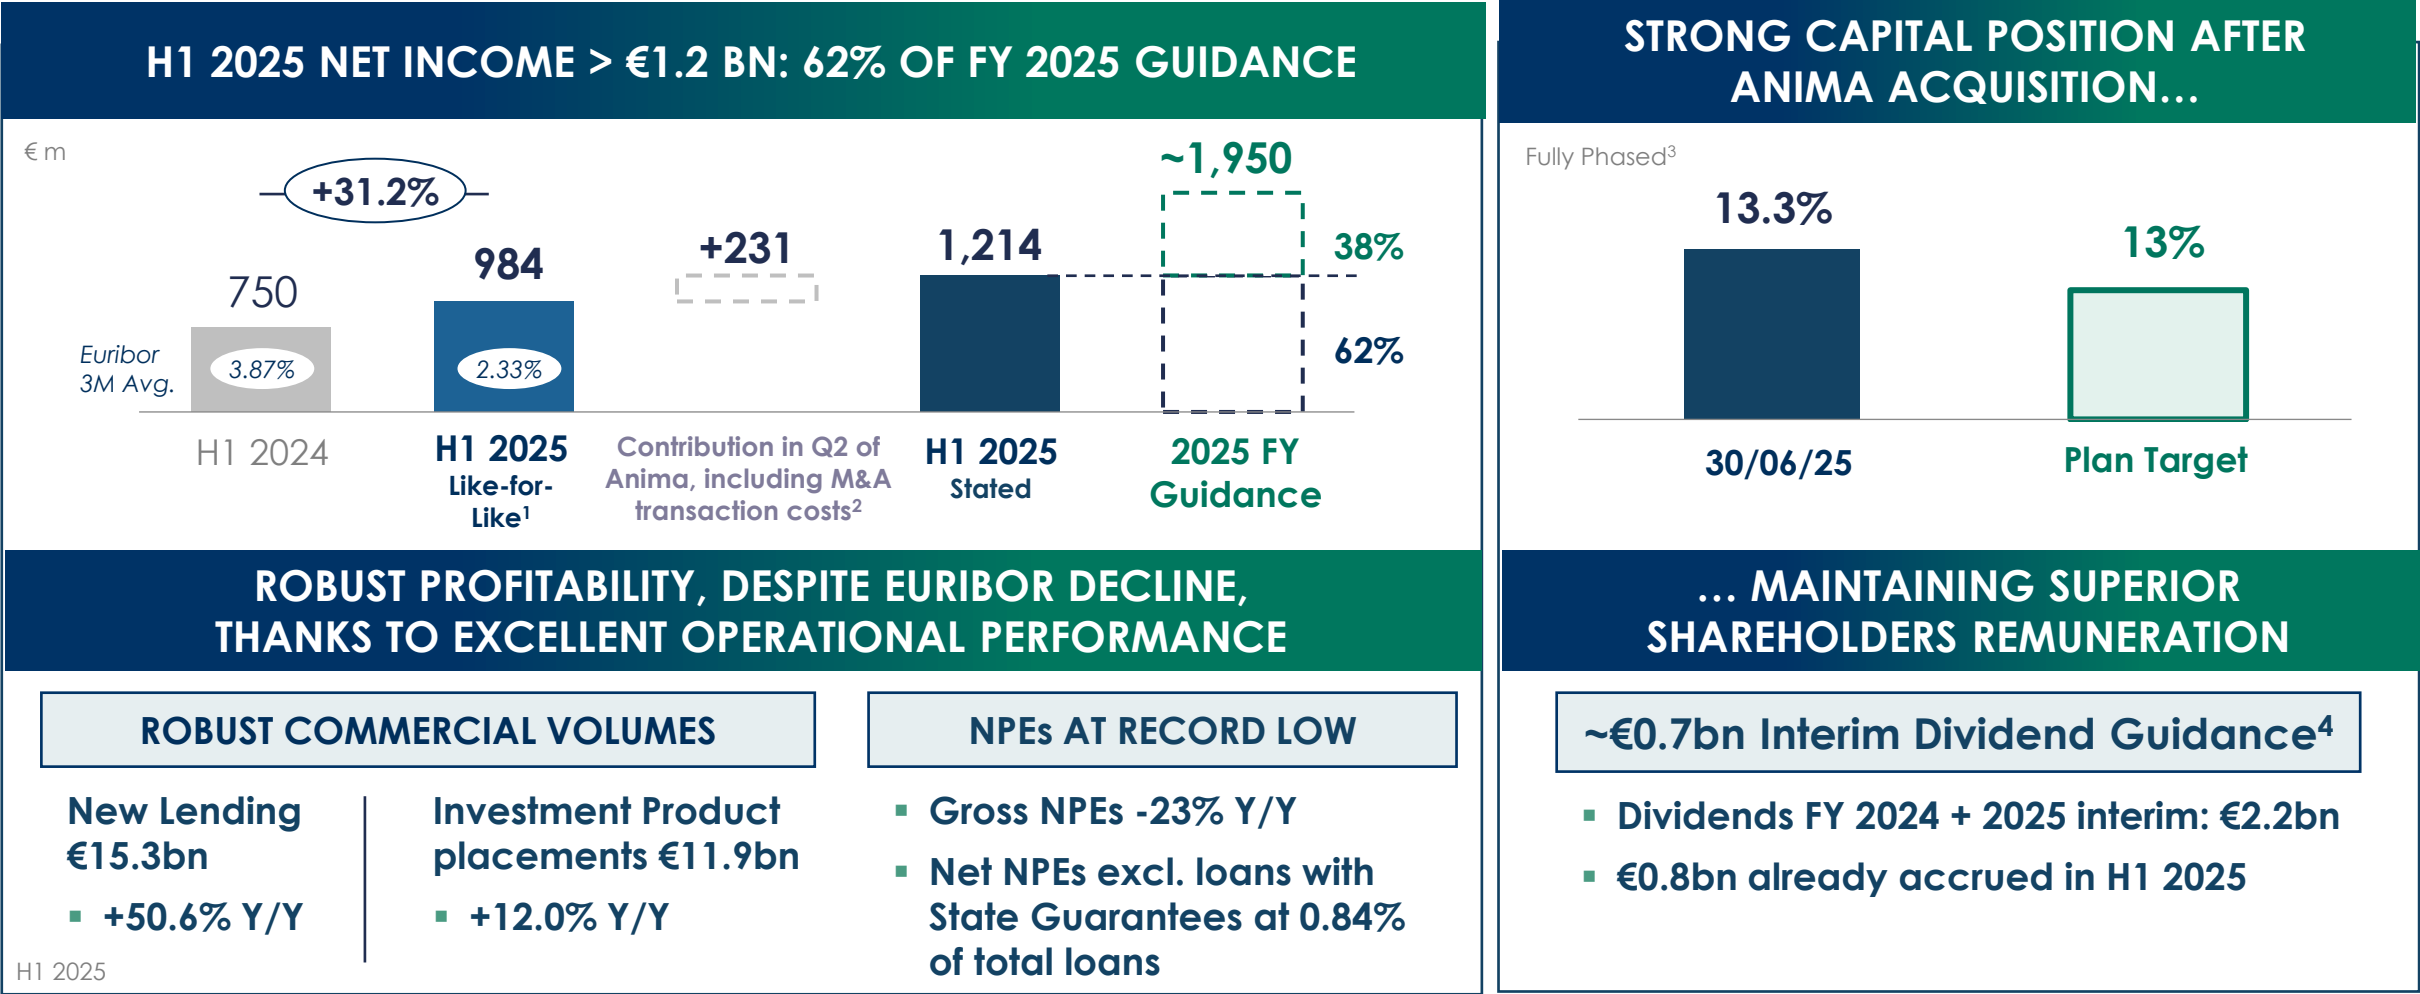 H1 2025 NET INCOME > €1.2 BN: 62% OF FY 2025 GUIDANCE
€ m
+31.2%
750
984
+231
1,214
~1,950
38%
62%
Euribor
3M Avg.
3.87%
2.33%
H1 2024
H1 2025
Like-for-
Like¹
Contribution in Q2 of
Anima, including M&A
transaction costs²
H1 2025
Stated
2025 FY
Guidance
STRONG CAPITAL POSITION AFTER
ANIMA ACQUISITION…
Fully Phased³
13.3%
13%
30/06/25
Plan Target
ROBUST PROFITABILITY, DESPITE EURIBOR DECLINE,
THANKS TO EXCELLENT OPERATIONAL PERFORMANCE
ROBUST COMMERCIAL VOLUMES
New Lending
€15.3bn
▪ +50.6% Y/Y
Investment Product
placements €11.9bn
▪ +12.0% Y/Y
NPEs AT RECORD LOW
▪ Gross NPEs -23% Y/Y
▪ Net NPEs excl. loans with
State Guarantees at 0.84%
of total loans
… MAINTAINING SUPERIOR
SHAREHOLDERS REMUNERATION
~€0.7bn Interim Dividend Guidance⁴
▪ Dividends FY 2024 + 2025 interim: €2.2bn
▪ €0.8bn already accrued in H1 2025
H1 2025